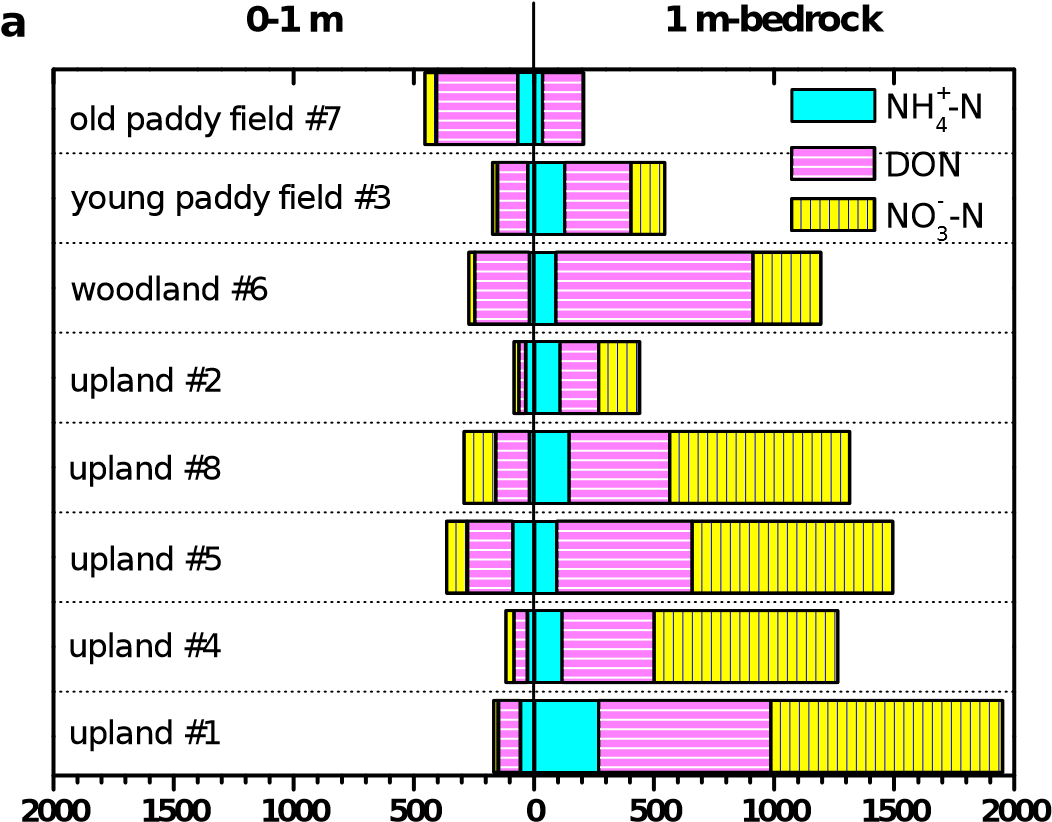 a
0-1 m 1 m-bedrock
old paddy field #7
young paddy field #3
woodland #6
upland #2
upland #8
upland #5
upland #4
upland #1
NH₄⁺-N
DON
NO₃⁻-N
2000 1500 1000 500 0 500 1000 1500 2000